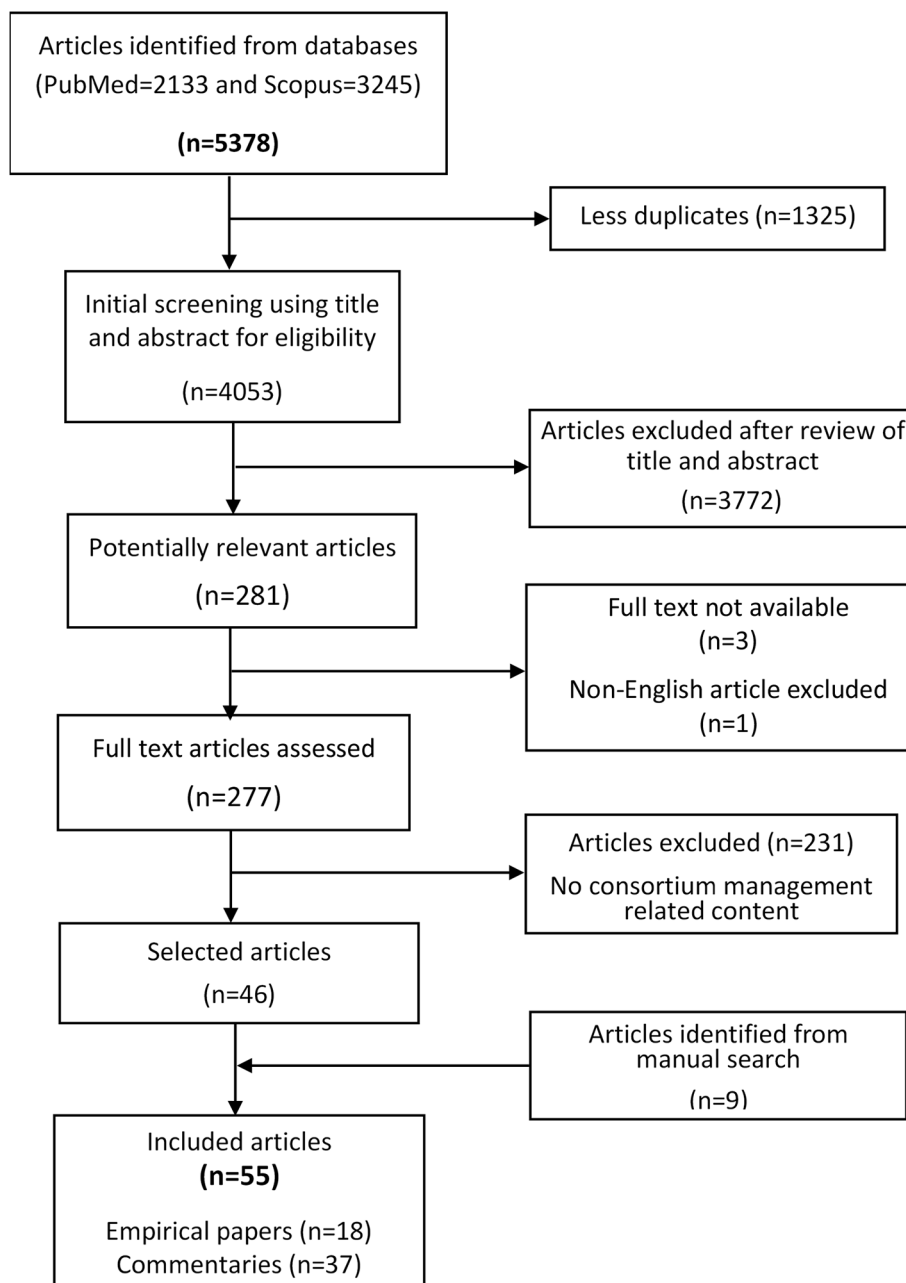 Articles identified from databases
(PubMed=2133 and Scopus=3245)
(n=5378)
Less duplicates (n=1325)
Initial screening using title
and abstract for eligibility
(n=4053)
Articles excluded after review of
title and abstract
(n=3772)
Potentially relevant articles
(n=281)
Full text not available
(n=3)
Non-English article excluded
(n=1)
Full text articles assessed
(n=277)
Articles excluded (n=231)
No consortium management
related content
Selected articles
(n=46)
Articles identified from
manual search
(n=9)
Included articles
(n=55)
Empirical papers (n=18)
Commentaries (n=37)